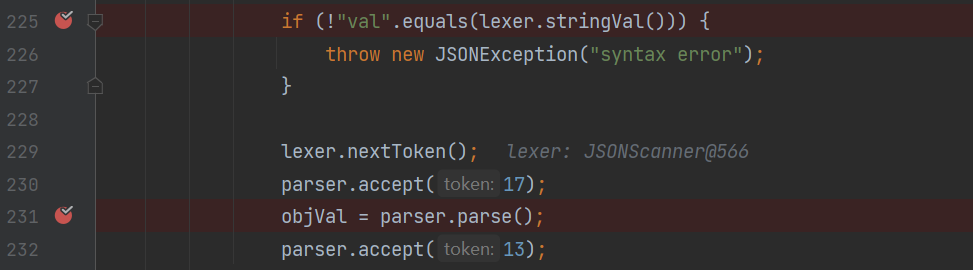 225 if (!"val".equals(lexer.stringVal())) {
226 throw new JSONException("syntax error");
227 }
228
229 lexer.nextToken(); lexer: JSONScanner@566
230 parser.accept( token: 17);
231 objVal = parser.parse();
232 parser.accept( token: 13);